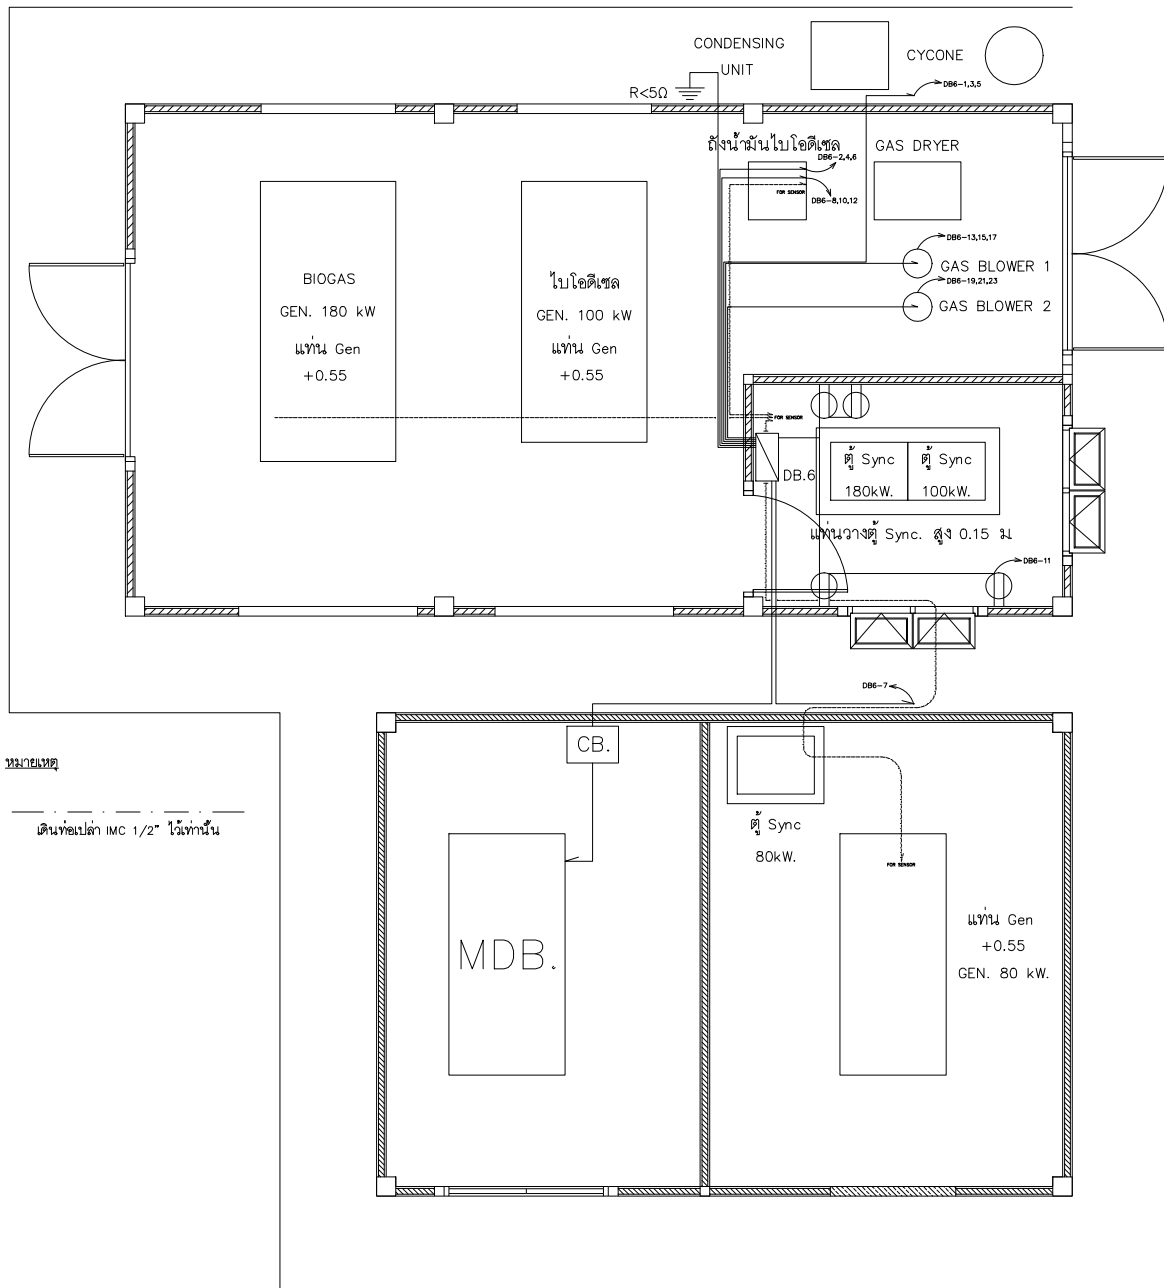 CONDENSING
UNIT
CYCONE
R<5Ω
DB6-1,3,5
ถังน้ำมันไบโอดีเซล
GAS DRYER
DB6-2,4,6
FOR SENSOR
DB6-8,10,12
DB6-13,15,17
GAS BLOWER 1
DB6-19,21,23
GAS BLOWER 2
BIOGAS
GEN. 180 kW
แท่น Gen
+0.55
ไบโอดีเซล
GEN. 100 kW
แท่น Gen
+0.55
FOR SENSOR
DB.6
ตู้ Sync
180kW.
ตู้ Sync
100kW.
แท่นวางตู้ Sync. สูง 0.15 ม.
DB6-11
DB6-7
CB.
หมายเหตุ
เดินท่อเปล่า IMC 1/2" ไว้เท่านั้น
ตู้ Sync
80kW.
FOR SENSOR
MDB.
แท่น Gen
+0.55
GEN. 80 kW.